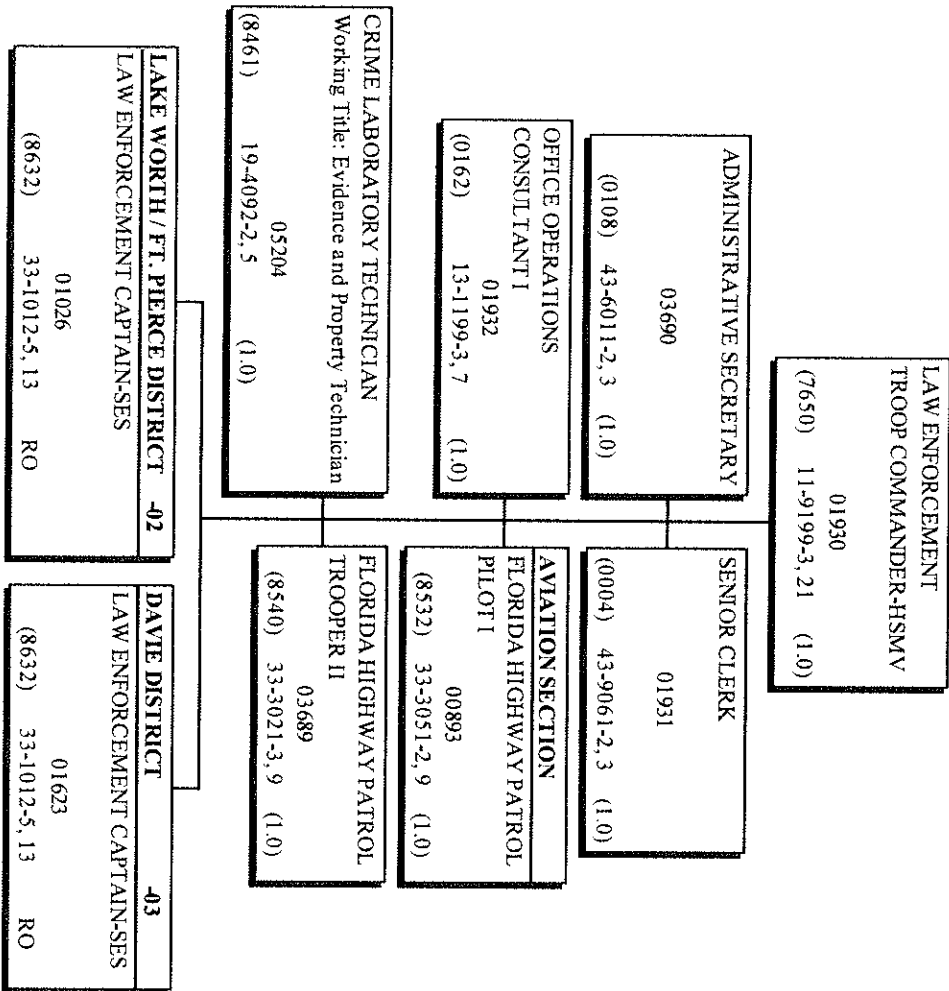 LAW ENFORCEMENT
TROOP COMMANDER-HSMV
01930
(7650) 11-9199-3, 21 (1.0)
ADMINISTRATIVE SECRETARY
03690
(0108) 43-6011-2, 3 (1.0)
SENIOR CLERK
01931
(0004) 43-9061-2, 3 (1.0)
OFFICE OPERATIONS
CONSULTANT I
01932
(0162) 13-1199-3, 7 (1.0)
AVIATION SECTION
FLORIDA HIGHWAY PATROL
PILOT I
00893
(8532) 33-3051-2, 9 (1.0)
CRIME LABORATORY TECHNICIAN
Working Title: Evidence and Property Technician
05204
(8461) 19-4092-2, 5 (1.0)
FLORIDA HIGHWAY PATROL
TROOPER II
03689
(8540) 33-3021-3, 9 (1.0)
LAKE WORTH / FT. PIERCE DISTRICT -02
LAW ENFORCEMENT CAPTAIN-SES
01026
(8632) 33-1012-5, 13 RO
DAVIE DISTRICT -03
LAW ENFORCEMENT CAPTAIN-SES
01623
(8632) 33-1012-5, 13 RO